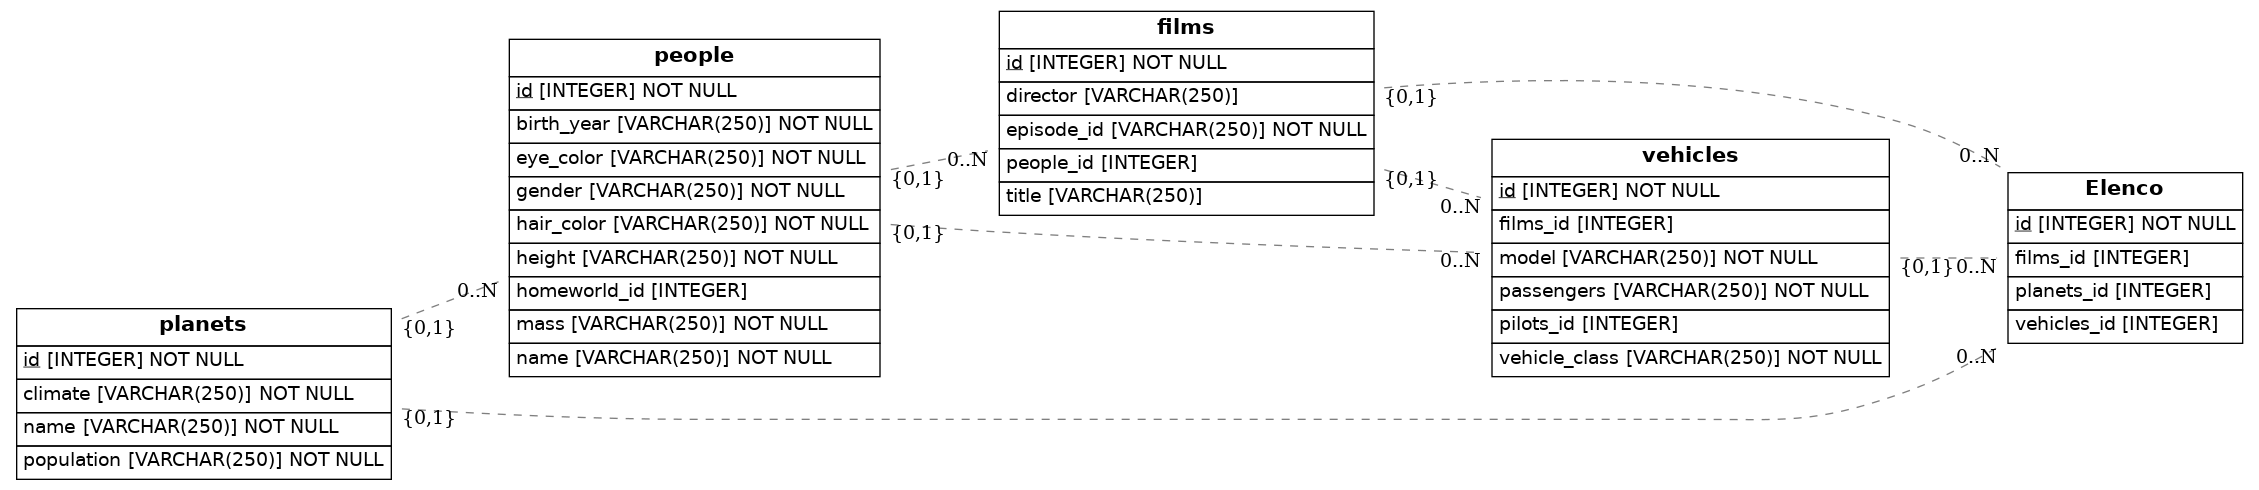 planets
id [INTEGER] NOT NULL
climate [VARCHAR(250)] NOT NULL
name [VARCHAR(250)] NOT NULL
population [VARCHAR(250)] NOT NULL
{0,1}
0..N
{0,1}
people
id [INTEGER] NOT NULL
birth_year [VARCHAR(250)] NOT NULL
eye_color [VARCHAR(250)] NOT NULL
gender [VARCHAR(250)] NOT NULL
hair_color [VARCHAR(250)] NOT NULL
height [VARCHAR(250)] NOT NULL
homeworld_id [INTEGER]
mass [VARCHAR(250)] NOT NULL
name [VARCHAR(250)] NOT NULL
{0,1}
0..N
{0,1}
films
id [INTEGER] NOT NULL
director [VARCHAR(250)]
episode_id [VARCHAR(250)] NOT NULL
people_id [INTEGER]
title [VARCHAR(250)]
{0,1}
{0,1}
0..N
0..N
vehicles
id [INTEGER] NOT NULL
films_id [INTEGER]
model [VARCHAR(250)] NOT NULL
passengers [VARCHAR(250)] NOT NULL
pilots_id [INTEGER]
vehicle_class [VARCHAR(250)] NOT NULL
0..N
{0,1}
0..N
0..N
Elenco
id [INTEGER] NOT NULL
films_id [INTEGER]
planets_id [INTEGER]
vehicles_id [INTEGER]